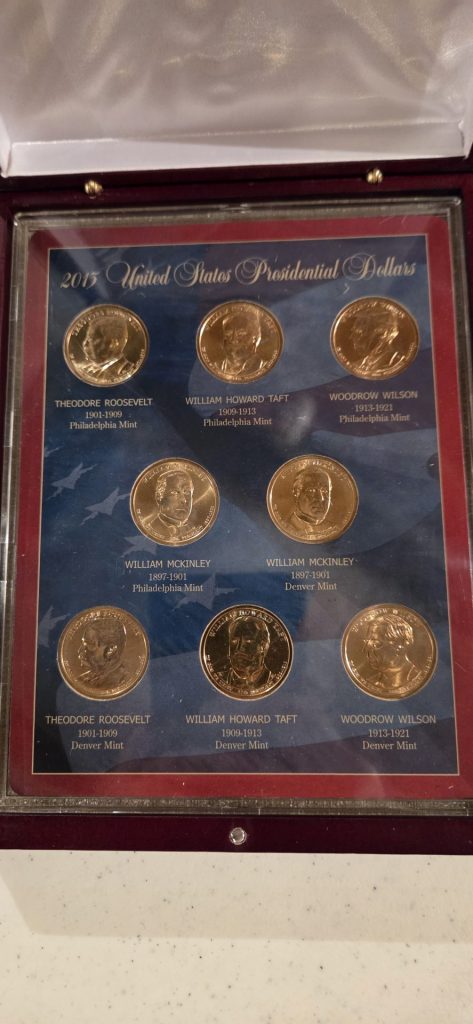 2013 United States Presidential Dollars
THEODORE ROOSEVELT
1901-1909
Philadelphia Mint
WILLIAM HOWARD TAFT
1909-1913
Philadelphia Mint
WOODROW WILSON
1913-1921
Philadelphia Mint
WILLIAM MCKINLEY
1897-1901
Philadelphia Mint
WILLIAM MCKINLEY
1897-1901
Denver Mint
THEODORE ROOSEVELT
1901-1909
Denver Mint
WILLIAM HOWARD TAFT
1909-1913
Denver Mint
WOODROW WILSON
1913-1921
Denver Mint